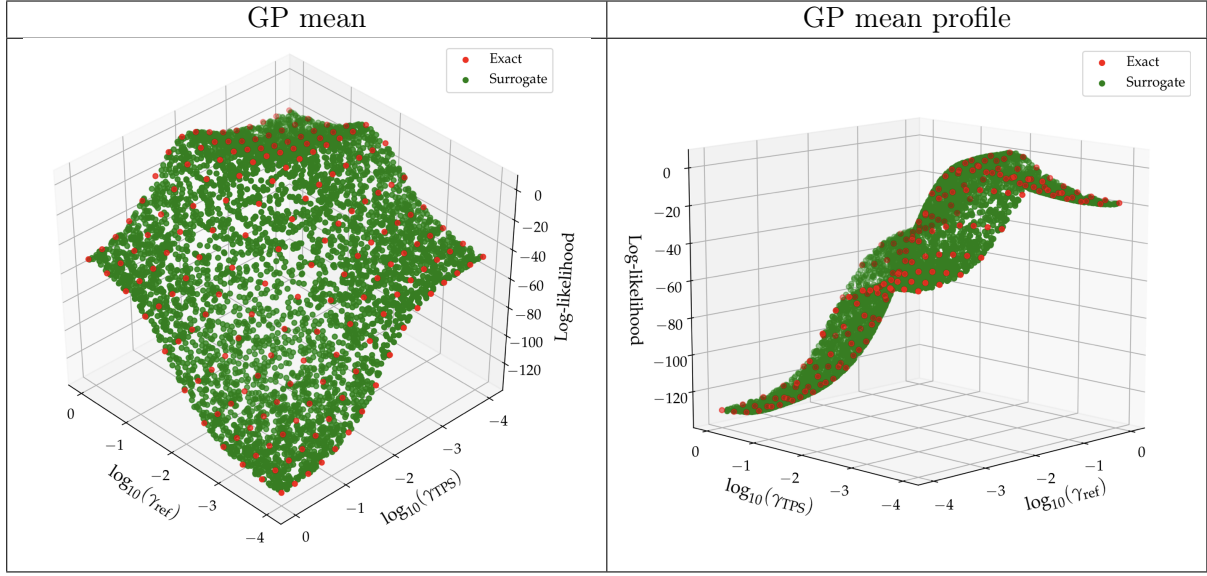 GP mean
GP mean profile
Exact
Surrogate
0
−20
−40
−60
−80
−100
−120
Log-likelihood
0
−1
−2
−3
−4
log₁₀(γref)
0
−1
−2
−3
−4
log₁₀(γTPS)
Exact
Surrogate
0
−20
−40
−60
−80
−100
−120
Log-likelihood
0
−1
−2
−3
−4
log₁₀(γTPS)
−4
−3
−2
−1
0
log₁₀(γref)